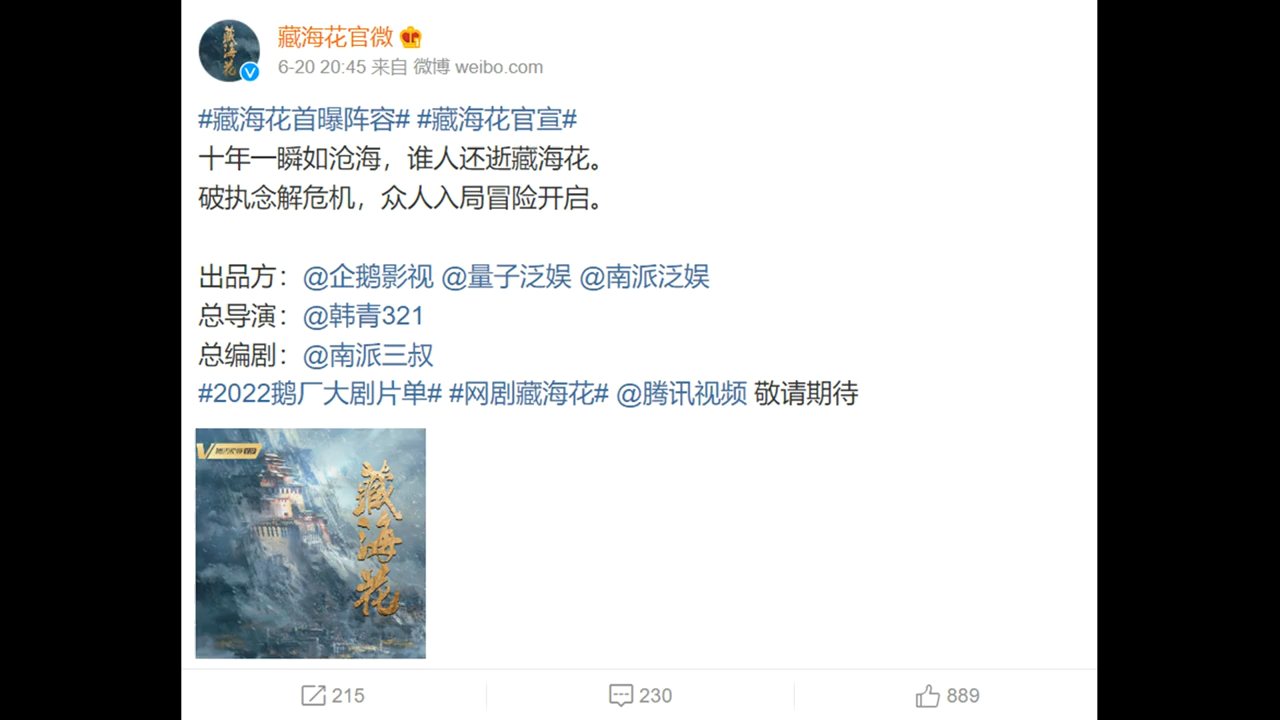 藏海花官微
6-20 20:45 来自 微博 weibo.com
#藏海花首曝阵容# #藏海花官宣#
十年一瞬如沧海，谁人还逝藏海花。
破执念解危机，众人入局冒险开启。
出品方：@企鹅影视 @量子泛娱 @南派泛娱
总导演：@韩青321
总编剧：@南派三叔
#2022鹅厂大剧片单# #网剧藏海花# @腾讯视频 敬请期待
藏海花
215
230
889